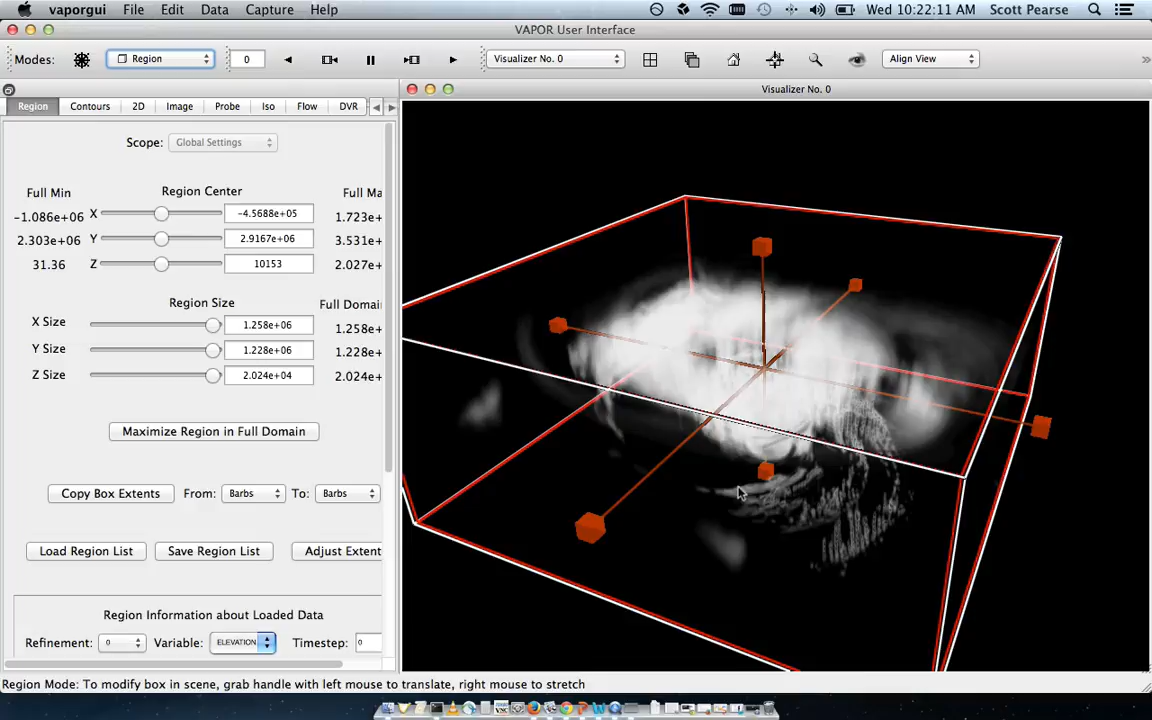 vaporgui File Edit Data Capture Help Wed 10:22:11 AM Scott Pearse
VAPOR User Interface
Modes: Region 0 Visualizer No. 0 Align View »
Visualizer No. 0
Region Contours 2D Image Probe Iso Flow DVR
Scope: Global Settings
Full Min Region Center Full Ma
-1.086e+06 X -4.5688e+05 1.723e+
2.303e+06 Y 2.9167e+06 3.531e+
31.36 Z 10153 2.027e+
Region Size Full Domai
X Size 1.258e+06 1.258e+
Y Size 1.228e+06 1.228e+
Z Size 2.024e+04 2.024e+
Maximize Region in Full Domain
Copy Box Extents From: Barbs To: Barbs
Load Region List Save Region List Adjust Extent
Region Information about Loaded Data
Refinement: 0 Variable: ELEVATION Timestep: 0
Region Mode: To modify box in scene, grab handle with left mouse to translate, right mouse to stretch